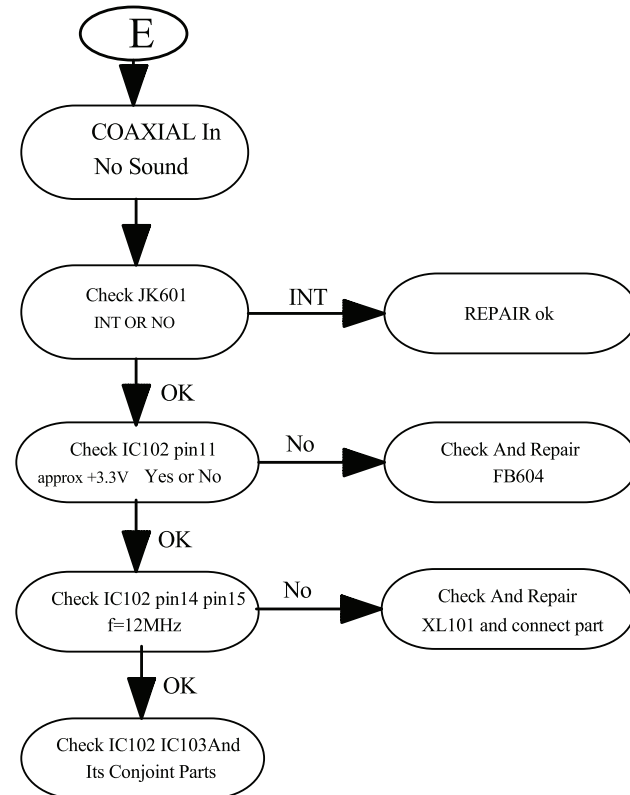 E
COAXIAL In
No Sound
Check JK601
INT OR NO
INT
REPAIR ok
OK
Check IC102 pin11
approx +3.3V Yes or No
No
Check And Repair
FB604
OK
Check IC102 pin14 pin15
f=12MHz
No
Check And Repair
XL101 and connect part
OK
Check IC102 IC103And
Its Conjoint Parts